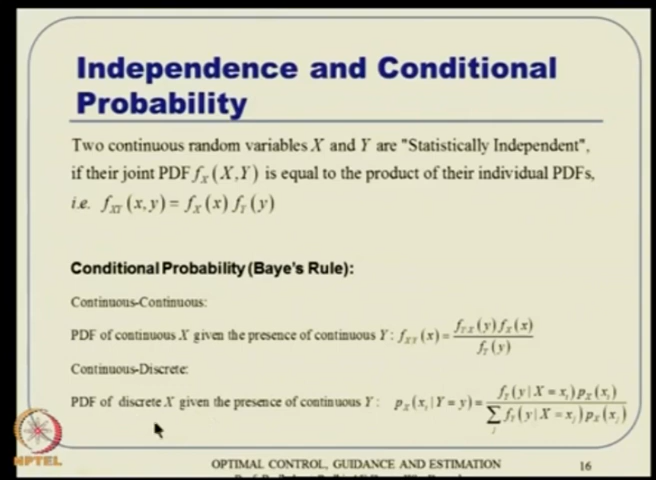 Independence and Conditional
Probability
Two continuous random variables X and Y are "Statistically Independent",
if their joint PDF f_X (X,Y) is equal to the product of their individual PDFs,
i.e. f_XY (x,y) = f_X (x) f_Y (y)
Conditional Probability (Baye's Rule):
Continuous-Continuous:
PDF of continuous X given the presence of continuous Y: f_X|Y (x) = f_Y|X (y) f_X (x) / f_Y (y)
Continuous-Discrete:
PDF of discrete X given the presence of continuous Y: p_X (x_i | Y = y) = f_Y (y | X = x_i) p_X (x_i) / ∑_j f_Y (y | X = x_j) p_X (x_j)
NPTEL
OPTIMAL CONTROL, GUIDANCE AND ESTIMATION
16